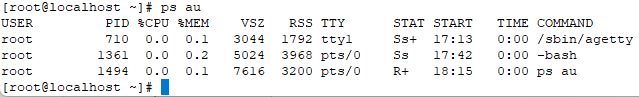 [root@localhost ~]# ps au
USER         PID %CPU %MEM    VSZ   RSS TTY      STAT START   TIME COMMAND
root         710  0.0  0.1   3044  1792 tty1     Ss+  17:13   0:00 /sbin/agetty
root        1361  0.0  0.2   5024  3968 pts/0    Ss   17:42   0:00 -bash
root        1494  0.0  0.1   7616  3200 pts/0    R+   18:15   0:00 ps au
[root@localhost ~]#